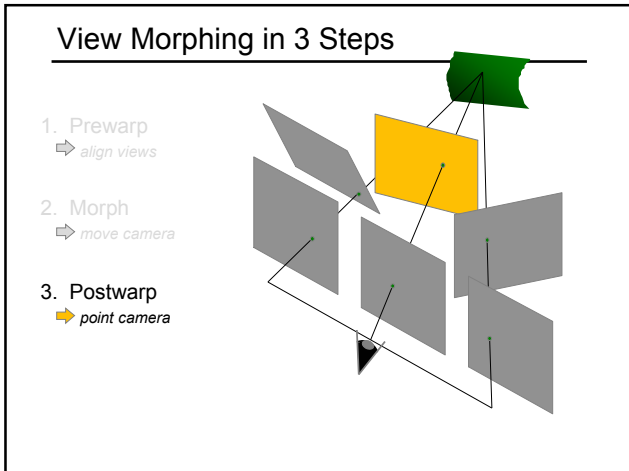 View Morphing in 3 Steps
1. Prewarp
align views
2. Morph
move camera
3. Postwarp
point camera